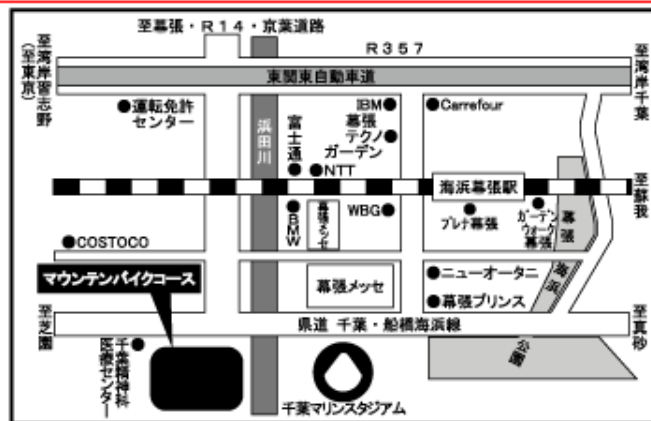 至幕張・R14・京葉道路
R357
至湾岸習志野
(至東京)
至湾岸千葉
東関東自動車道
運転免許
センター
浜田川
富士通
IBM
幕張
テクノ
ガーデン
Carrefour
NTT
海浜幕張駅
至蘇我
BMW
幕張メッセ
WBG
プレナ幕張
ガーデン
ウォーク
幕張
幕張
海浜
公園
COSTOCO
マウンテンバイクコース
幕張メッセ
ニューオータニ
幕張プリンス
至芝園
県道 千葉・船橋海浜線
至真砂
千葉精神科
医療センター
千葉マリンスタジアム